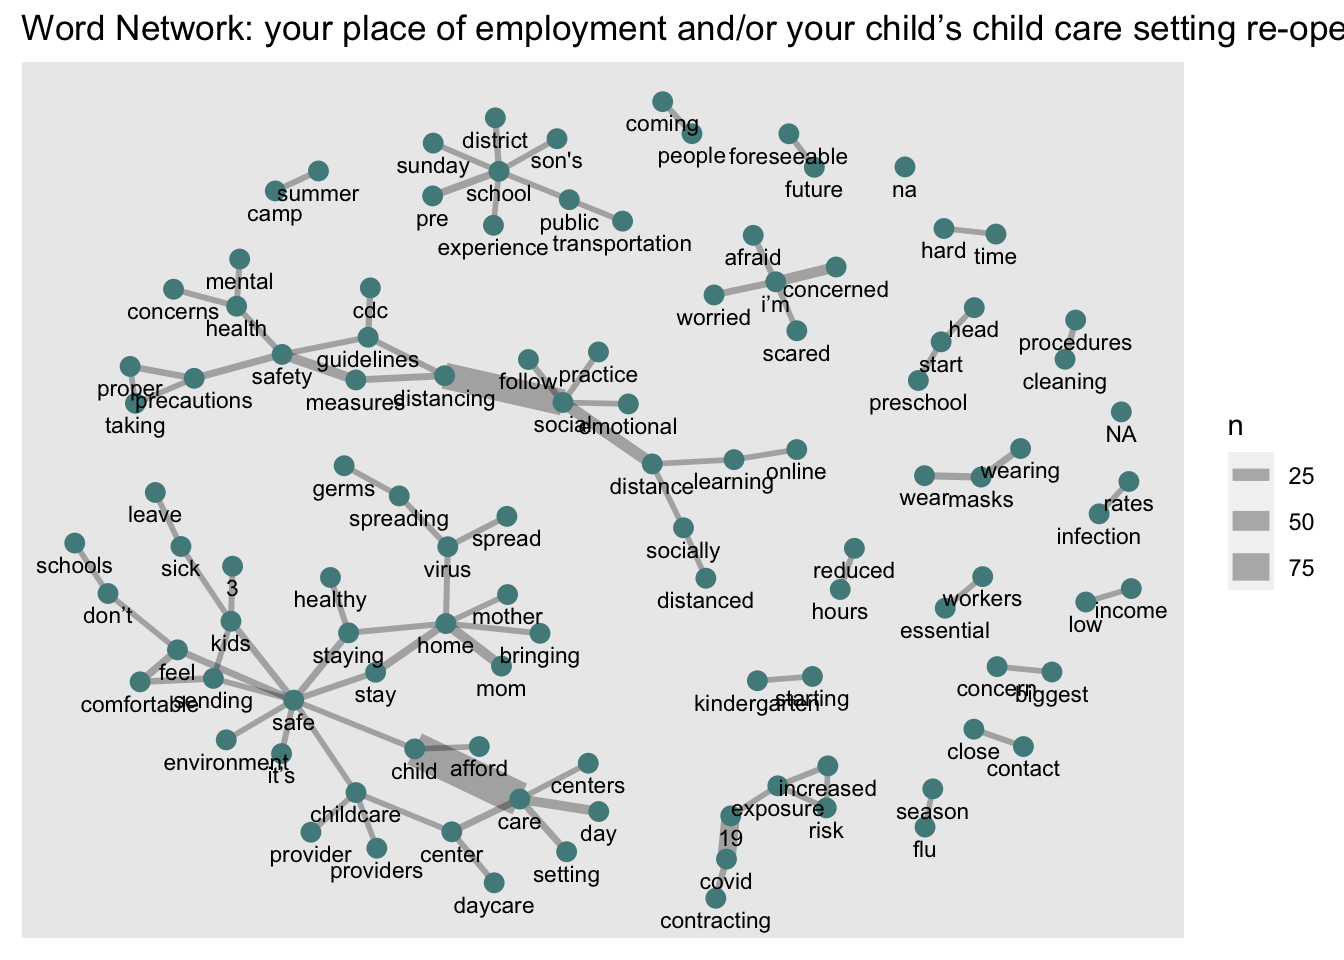 Word Network: your place of employment and/or your child’s child care setting re-ope
coming
people
foreseeable
future
na
district
sunday
son's
school
pre
public
experience
transportation
summer
camp
hard
time
afraid
concerned
i’m
worried
scared
mental
concerns
health
cdc
guidelines
safety
proper
precautions
taking
measures
distancing
follow
practice
social
emotional
head
start
preschool
procedures
cleaning
NA
distance
learning
online
wearing
wear
masks
rates
infection
socially
distanced
germs
spreading
spread
virus
leave
sick
schools
don’t
3
kids
healthy
staying
mother
home
bringing
mom
stay
feel
comfortable
sending
safe
environment
it’s
reduced
hours
workers
essential
low
income
kindergarten
starting
concern
biggest
close
contact
child
afford
care
centers
day
setting
childcare
provider
providers
center
daycare
increased
exposure
risk
19
covid
contracting
season
flu
n
25
50
75